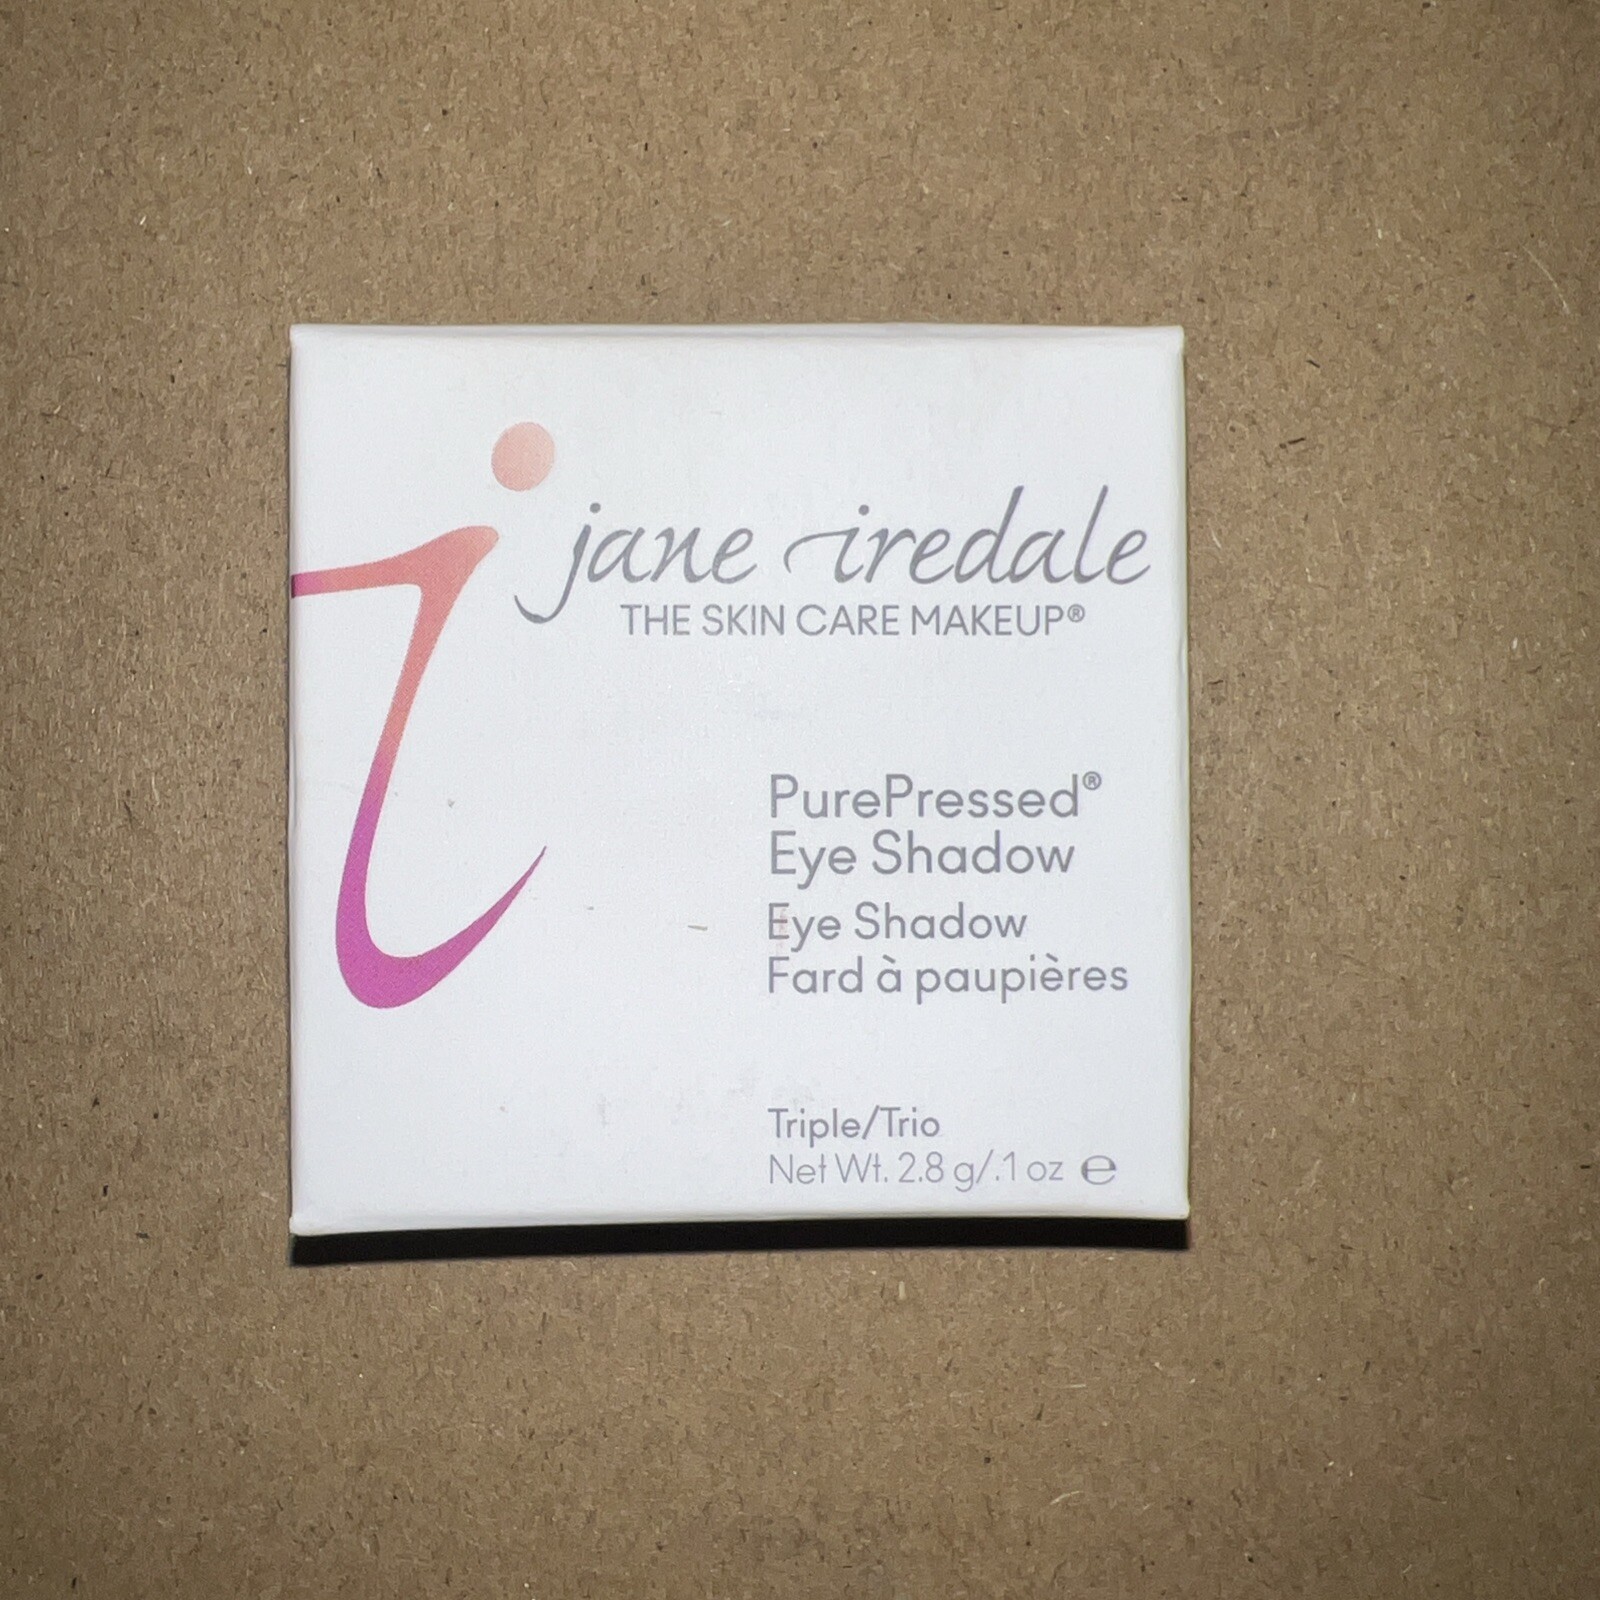 jane iredale
THE SKIN CARE MAKEUP®
PurePressed®
Eye Shadow
Eye Shadow
Fard à paupières
Triple/Trio
Net Wt. 2.8 g/.1 oz ℮